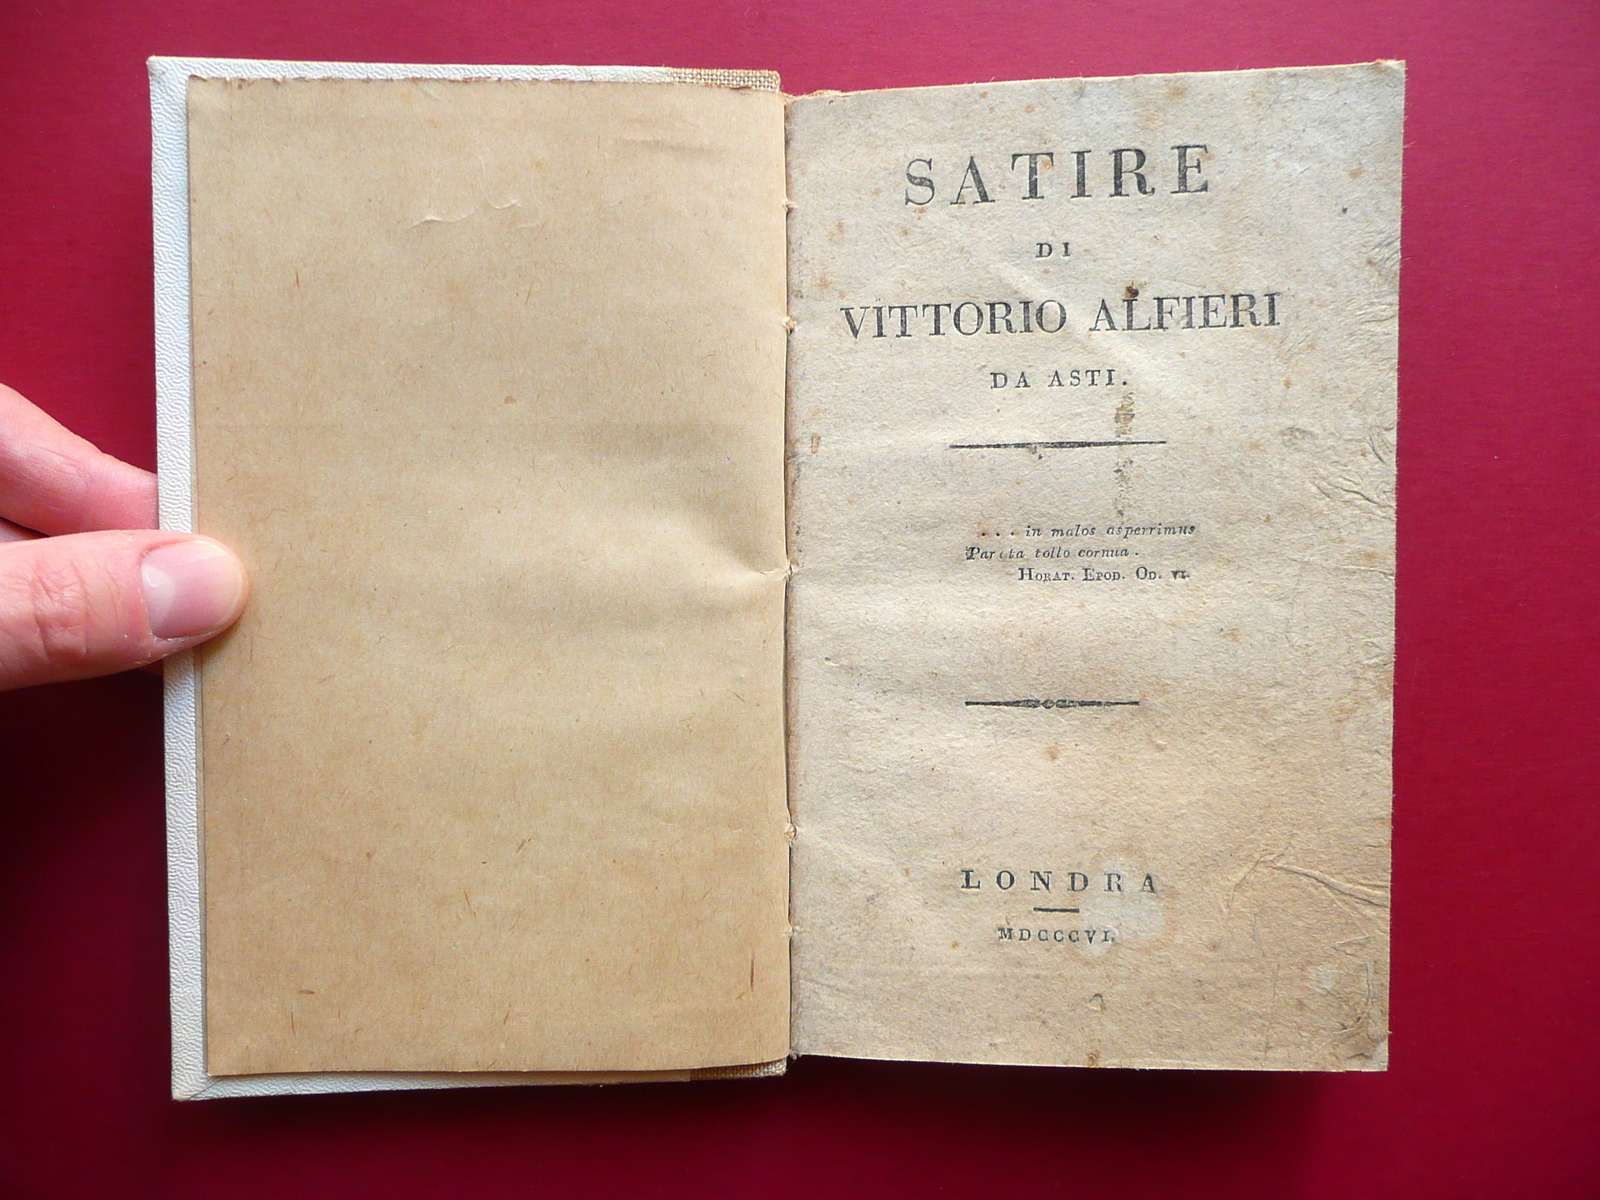 SATIRE
DI
VITTORIO ALFIERI
DA ASTI.
. . . in malos asperrimus
Parata tollo cornua .
HORAT. EPOD. OD. VI.
LONDRA
MDCCCVI.